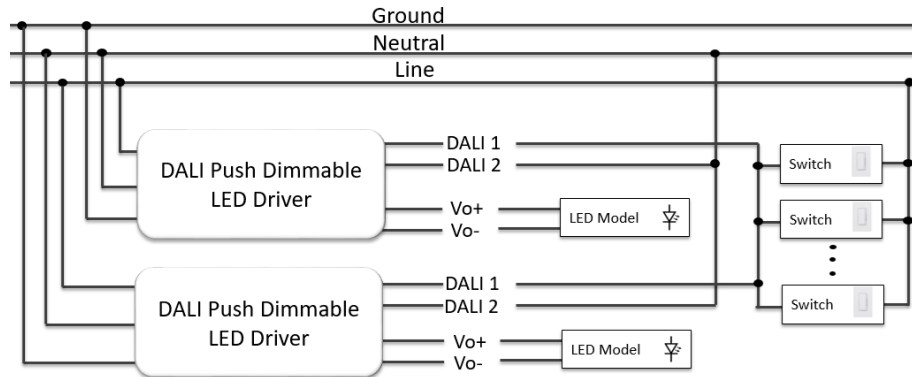 Ground
Neutral
Line
DALI Push Dimmable
LED Driver
DALI 1
DALI 2
Vo+
Vo-
LED Model
Switch
Switch
Switch
DALI Push Dimmable
LED Driver
DALI 1
DALI 2
Vo+
Vo-
LED Model